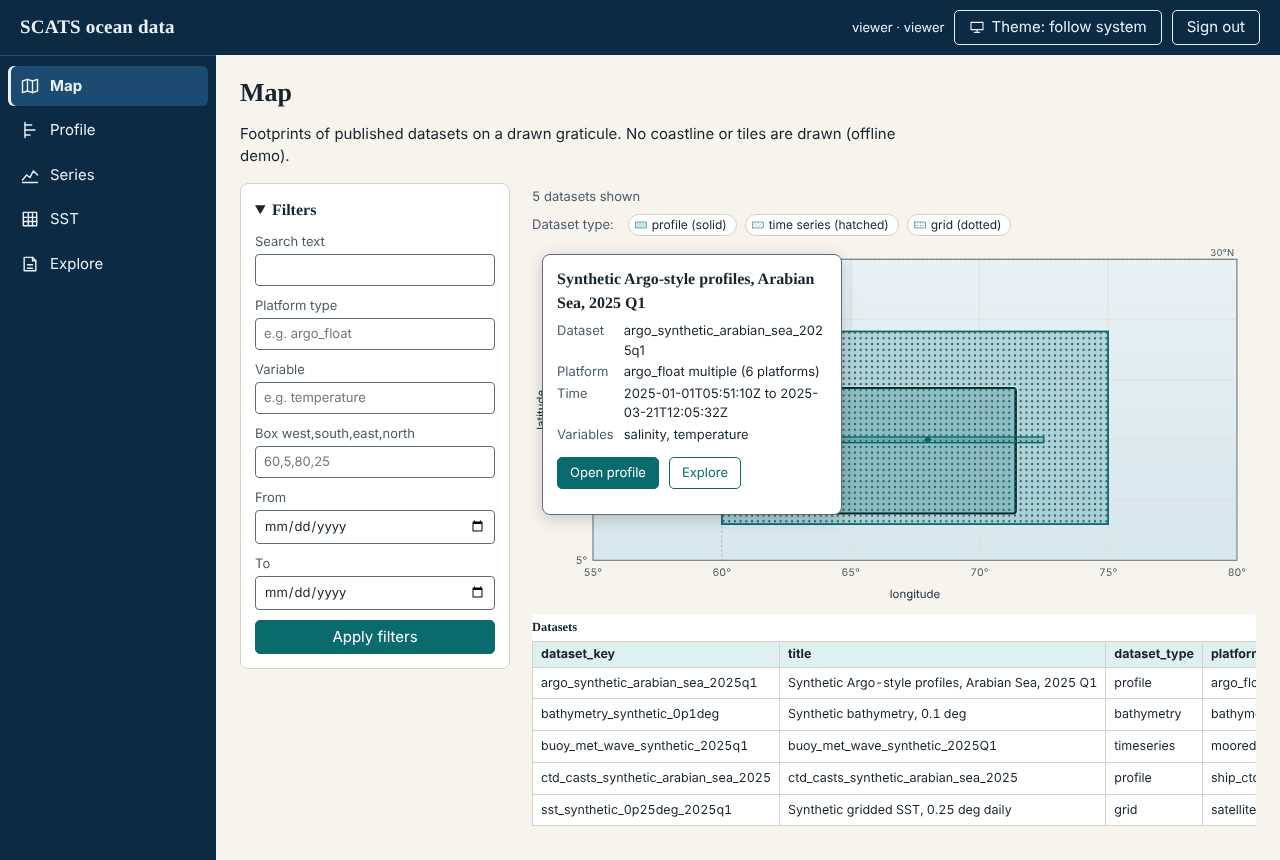 SCATS ocean data
viewer · viewer
Theme: follow system
Sign out
Map
Profile
Series
SST
Explore
Map
Footprints of published datasets on a drawn graticule. No coastline or tiles are drawn (offline
demo).
Filters
Search text
Platform type
e.g. argo_float
Variable
e.g. temperature
Box west,south,east,north
60,5,80,25
From
mm/dd/yyyy
To
mm/dd/yyyy
Apply filters
5 datasets shown
Dataset type: profile (solid) time series (hatched) grid (dotted)
30°N
Synthetic Argo-style profiles, Arabian
Sea, 2025 Q1
Dataset argo_synthetic_arabian_sea_202
5q1
Platform argo_float multiple (6 platforms)
Time 2025-01-01T05:51:10Z to 2025-
03-21T12:05:32Z
Variables salinity, temperature
Open profile Explore
5°
55° 60° 65° 70° 75° 80°
longitude
Datasets
dataset_key title dataset_type
argo_synthetic_arabian_sea_2025q1 Synthetic Argo-style profiles, Arabian Sea, 2025 Q1 profile
bathymetry_synthetic_0p1deg Synthetic bathymetry, 0.1 deg bathymetry
buoy_met_wave_synthetic_2025q1 buoy_met_wave_synthetic_2025Q1 timeseries moored
ctd_casts_synthetic_arabian_sea_2025 ctd_casts_synthetic_arabian_sea_2025 profile
sst_synthetic_0p25deg_2025q1 Synthetic gridded SST, 0.25 deg daily grid satellite